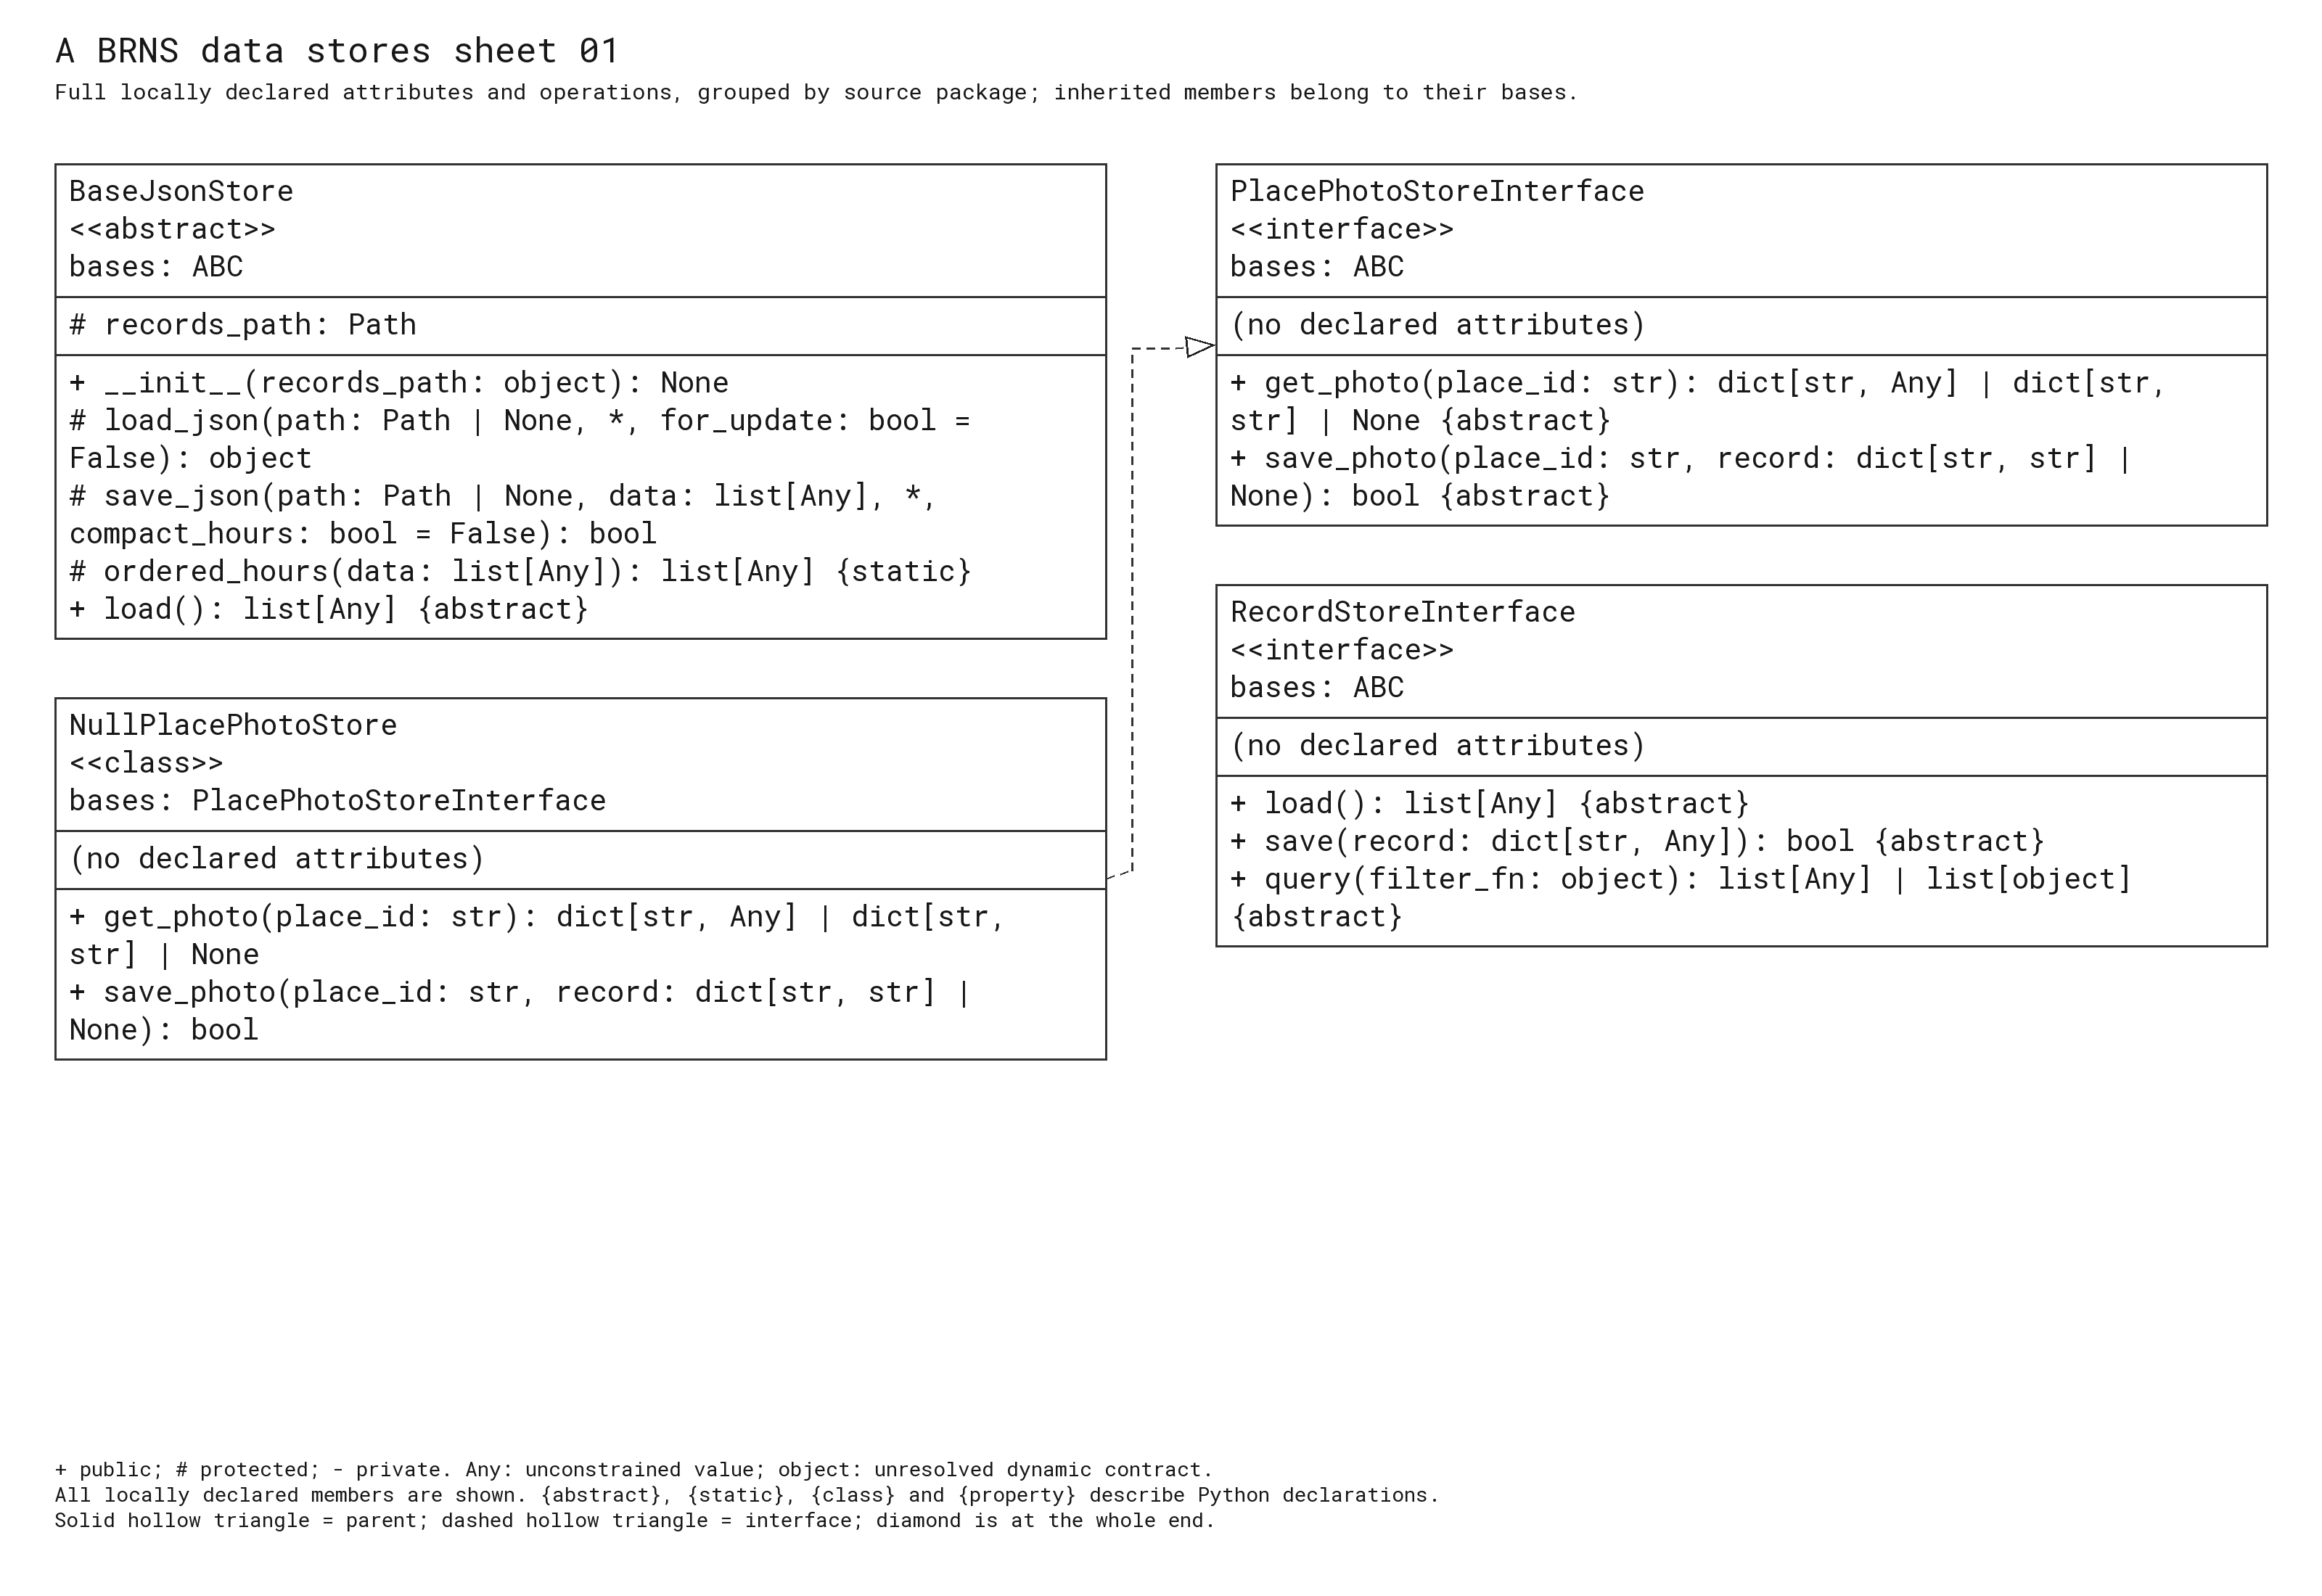 A BRNS data stores sheet 01
Full locally declared attributes and operations, grouped by source package; inherited members belong to their bases.
BaseJsonStore
<<abstract>>
bases: ABC
# records_path: Path
+ __init__(records_path: object): None
# load_json(path: Path | None, *, for_update: bool =
False): object
# save_json(path: Path | None, data: list[Any], *,
compact_hours: bool = False): bool
# ordered_hours(data: list[Any]): list[Any] {static}
+ load(): list[Any] {abstract}
NullPlacePhotoStore
<<class>>
bases: PlacePhotoStoreInterface
(no declared attributes)
+ get_photo(place_id: str): dict[str, Any] | dict[str,
str] | None
+ save_photo(place_id: str, record: dict[str, str] |
None): bool
PlacePhotoStoreInterface
<<interface>>
bases: ABC
(no declared attributes)
+ get_photo(place_id: str): dict[str, Any] | dict[str,
str] | None {abstract}
+ save_photo(place_id: str, record: dict[str, str] |
None): bool {abstract}
RecordStoreInterface
<<interface>>
bases: ABC
(no declared attributes)
+ load(): list[Any] {abstract}
+ save(record: dict[str, Any]): bool {abstract}
+ query(filter_fn: object): list[Any] | list[object]
{abstract}
+ public; # protected; - private. Any: unconstrained value; object: unresolved dynamic contract.
All locally declared members are shown. {abstract}, {static}, {class} and {property} describe Python declarations.
Solid hollow triangle = parent; dashed hollow triangle = interface; diamond is at the whole end.